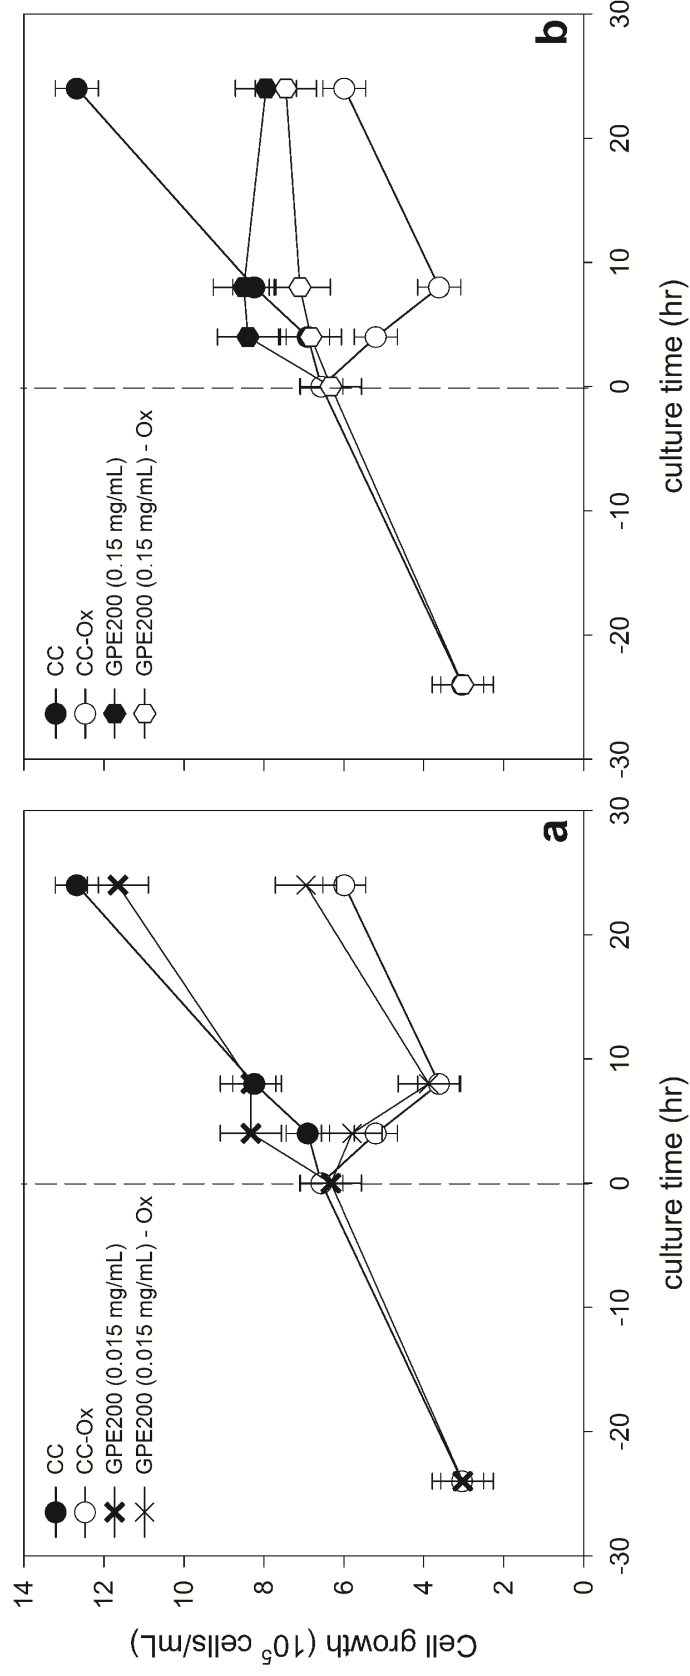 Cell growth (10⁵ cells/mL)
14
12
10
8
6
4
2
0
CC
CC-Ox
GPE200 (0.015 mg/mL)
GPE200 (0.015 mg/mL) - Ox
a
-30
-20
-10
0
10
20
30
culture time (hr)
CC
CC-Ox
GPE200 (0.15 mg/mL)
GPE200 (0.15 mg/mL) - Ox
b
-30
-20
-10
0
10
20
30
culture time (hr)